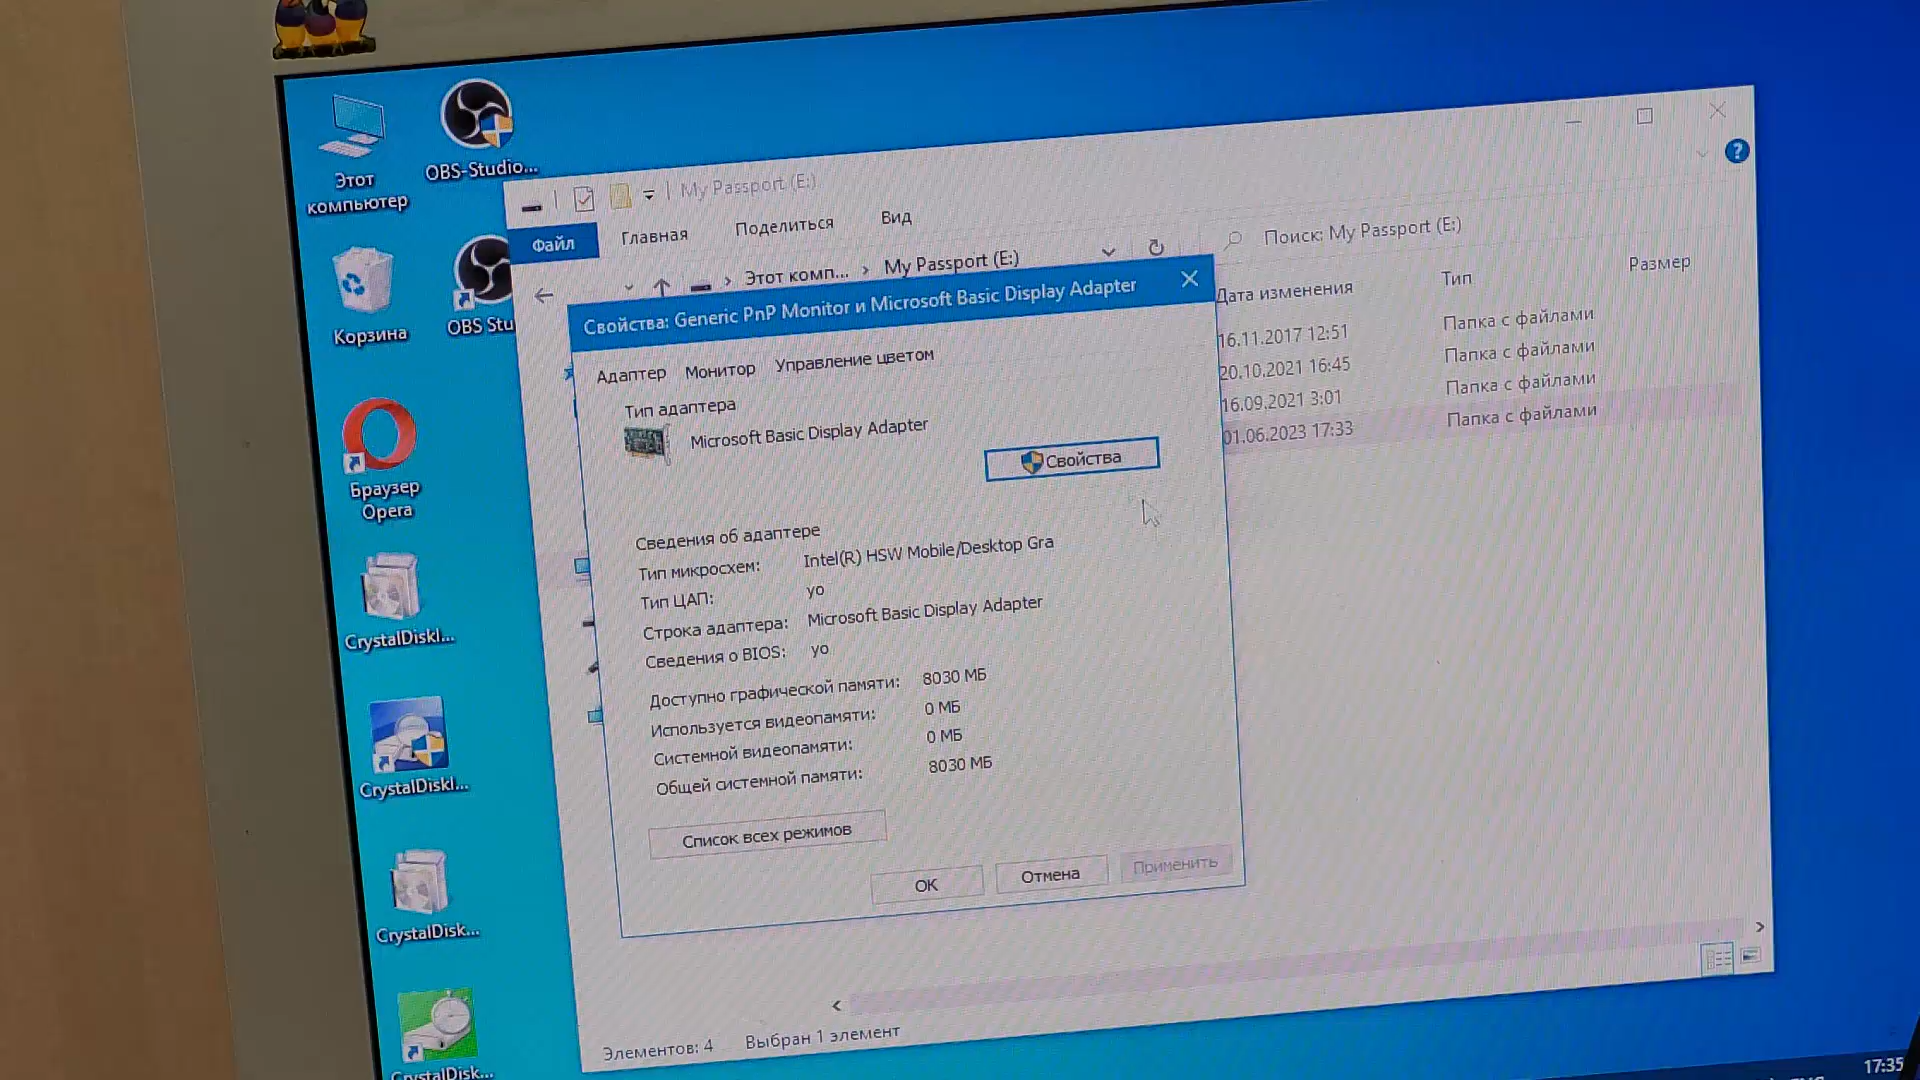 Этот
компьютер
OBS-Studio...
Корзина
OBS Stu
Браузер
Opera
CrystalDiskI...
CrystalDiskI...
CrystalDisk...
CrystalDisk...
My Passport (E:)
Файл
Главная
Поделиться
Вид
Этот комп... › My Passport (E:)
Поиск: My Passport (E:)
Дата изменения
Тип
Размер
16.11.2017 12:51
Папка с файлами
20.10.2021 16:45
Папка с файлами
16.09.2021 3:01
Папка с файлами
01.06.2023 17:33
Папка с файлами
Свойства: Generic PnP Monitor и Microsoft Basic Display Adapter
Адаптер
Монитор
Управление цветом
Тип адаптера
Microsoft Basic Display Adapter
Свойства
Сведения об адаптере
Тип микросхем: Intel(R) HSW Mobile/Desktop Gra
Тип ЦАП: yo
Строка адаптера: Microsoft Basic Display Adapter
Сведения о BIOS: yo
Доступно графической памяти: 8030 МБ
Используется видеопамяти: 0 МБ
Системной видеопамяти: 0 МБ
Общей системной памяти: 8030 МБ
Список всех режимов
ОК
Отмена
Применить
Элементов: 4
Выбран 1 элемент
17:35